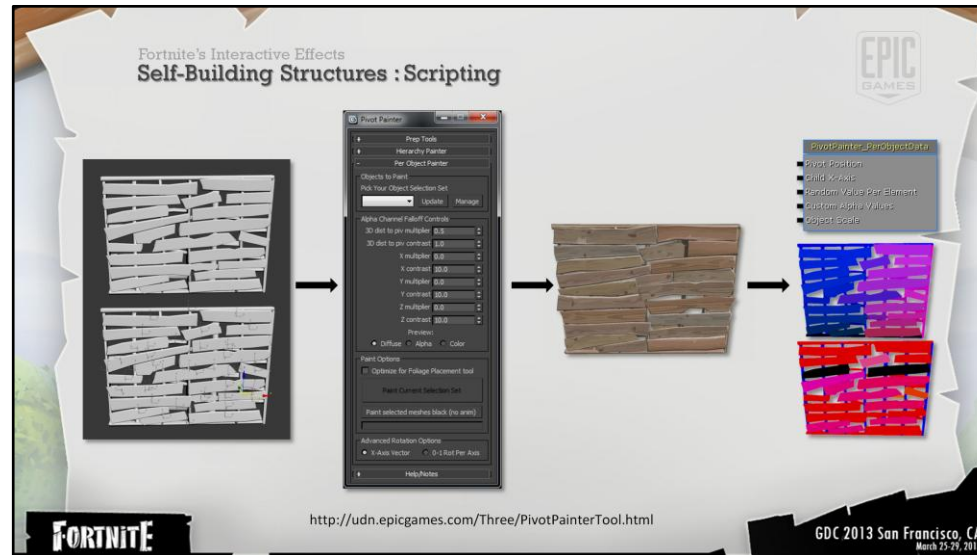 Fortnite's Interactive Effects
Self-Building Structures : Scripting
EPIC
GAMES
Pivot Painter
+ Prep Tools
+ Hierarchy Painter
- Per Object Painter
Objects to Paint
Pick Your Object Selection Set
Update Manage
Alpha Channel Falloff Controls
3D dist to piv multiplier 0.5
3D dist to piv contrast 1.0
X multiplier 0.0
X contrast 10.0
Y multiplier 0.0
Y contrast 10.0
Z multiplier 0.0
Z contrast 10.0
Preview:
Diffuse Alpha Color
Paint Options
Optimize for Foliage Placement tool
Paint Current Selection Set
Paint selected meshes black (no anim)
Advanced Rotation Options
X-Axis Vector 0-1 Rot Per Axis
+ Help/Notes
PivotPainter_PerObjectData
Pivot Position
Child X-Axis
Random Value Per Element
Custom Alpha Values
Object Scale
http://udn.epicgames.com/Three/PivotPainterTool.html
FORTNITE
GDC 2013 San Francisco, CA
March 25-29, 201